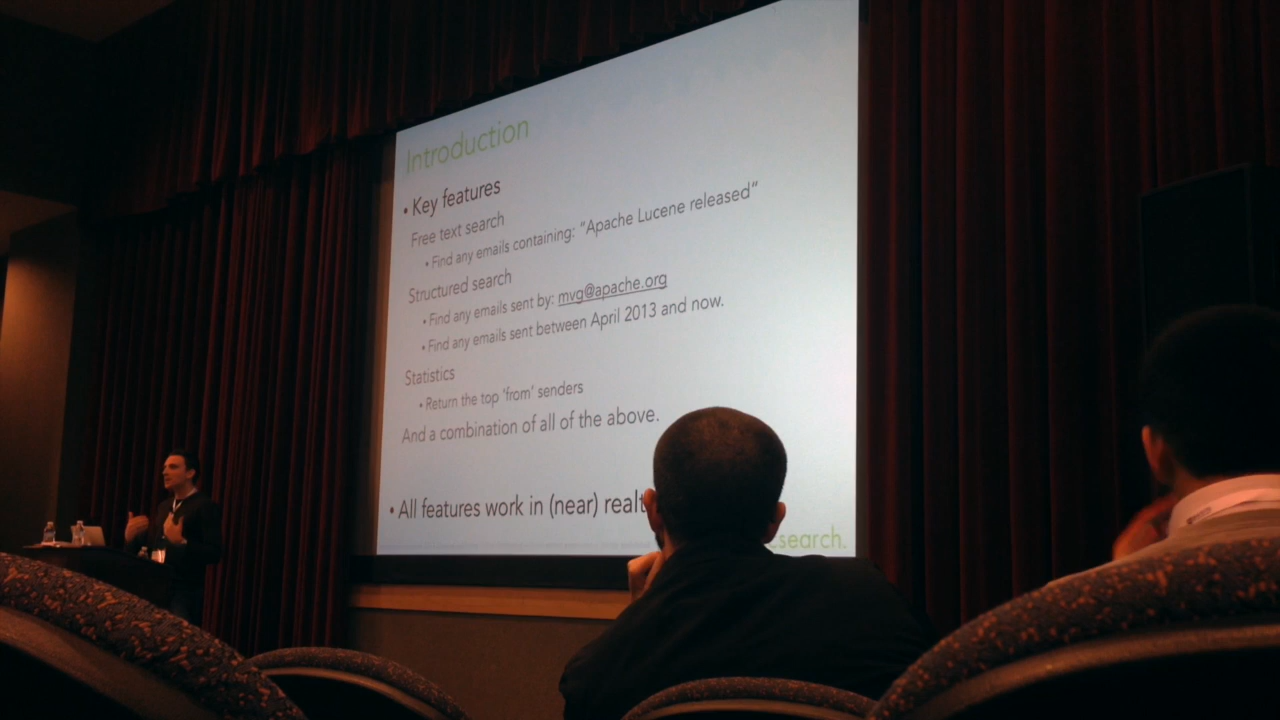 Introduction
• Key features
Free text search
• Find any emails containing: “Apache Lucene released”
Structured search
• Find any emails sent by: mvg@apache.org
• Find any emails sent between April 2013 and now.
Statistics
• Return the top ‘from’ senders
And a combination of all of the above.
• All features work in (near) realt
csearch.